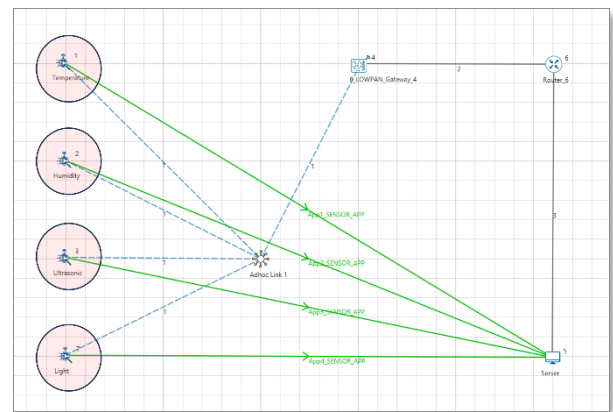 1
Temperature
2
Humidity
3
Ultrasonic
7
Light
1
1
1
1
1
Adhoc Link 1
4
6_LOWPAN_Gateway_4
2
6
Router_6
3
App1_SENSOR_APP
App2_SENSOR_APP
App3_SENSOR_APP
App4_SENSOR_APP
5
Server